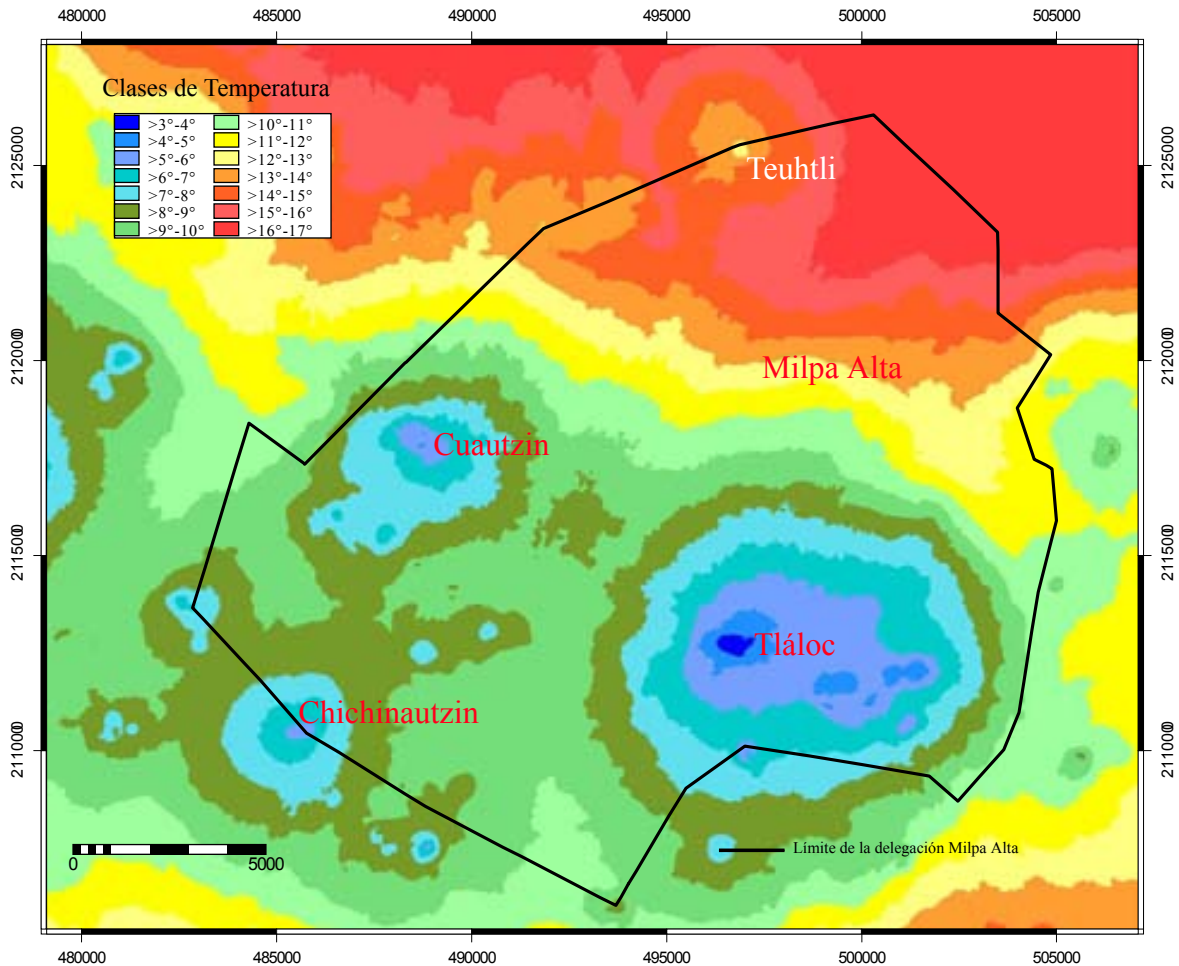 480000 485000 490000 495000 500000 505000
Clases de Temperatura
>3°-4° >10°-11°
>4°-5° >11°-12°
>5°-6° >12°-13°
>6°-7° >13°-14°
>7°-8° >14°-15°
>8°-9° >15°-16°
>9°-10° >16°-17°
2125000 2125000
Teuhtli
2120000 2120000
Milpa Alta
Cuautzin
2115000 2115000
Tláloc
Chichinautzin
211000 211000
0 5000
Límite de la delegación Milpa Alta
480000 485000 490000 495000 500000 505000